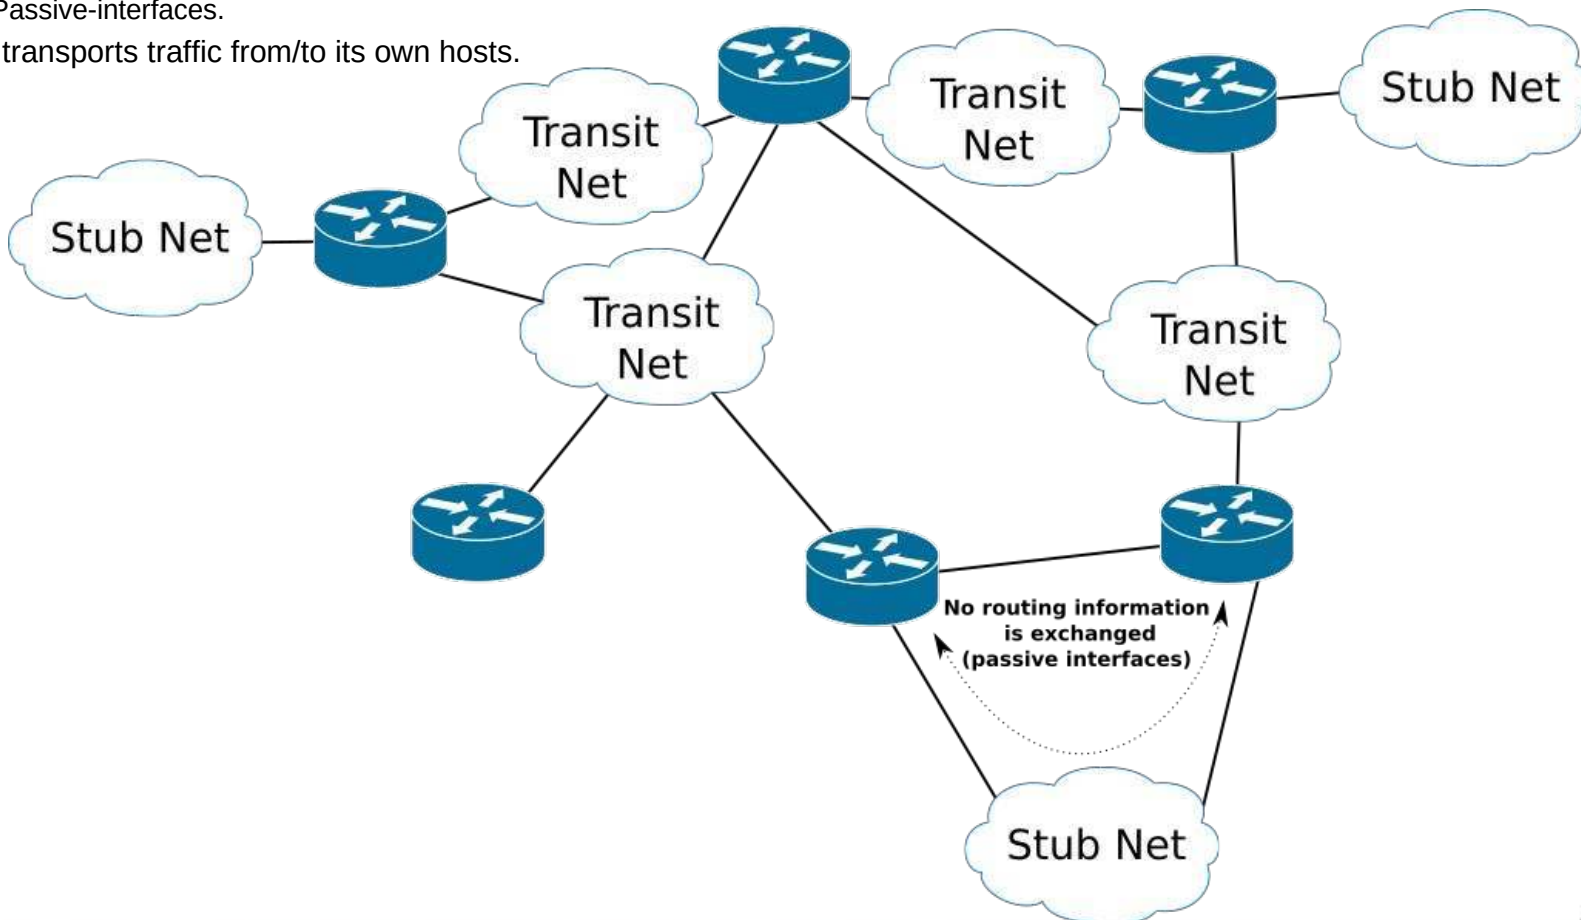 Passive-interfaces.
transports traffic from/to its own hosts.
Transit
Net
Transit
Net
Stub Net
Stub Net
Transit
Net
Transit
Net
No routing information
is exchanged
(passive interfaces)
Stub Net